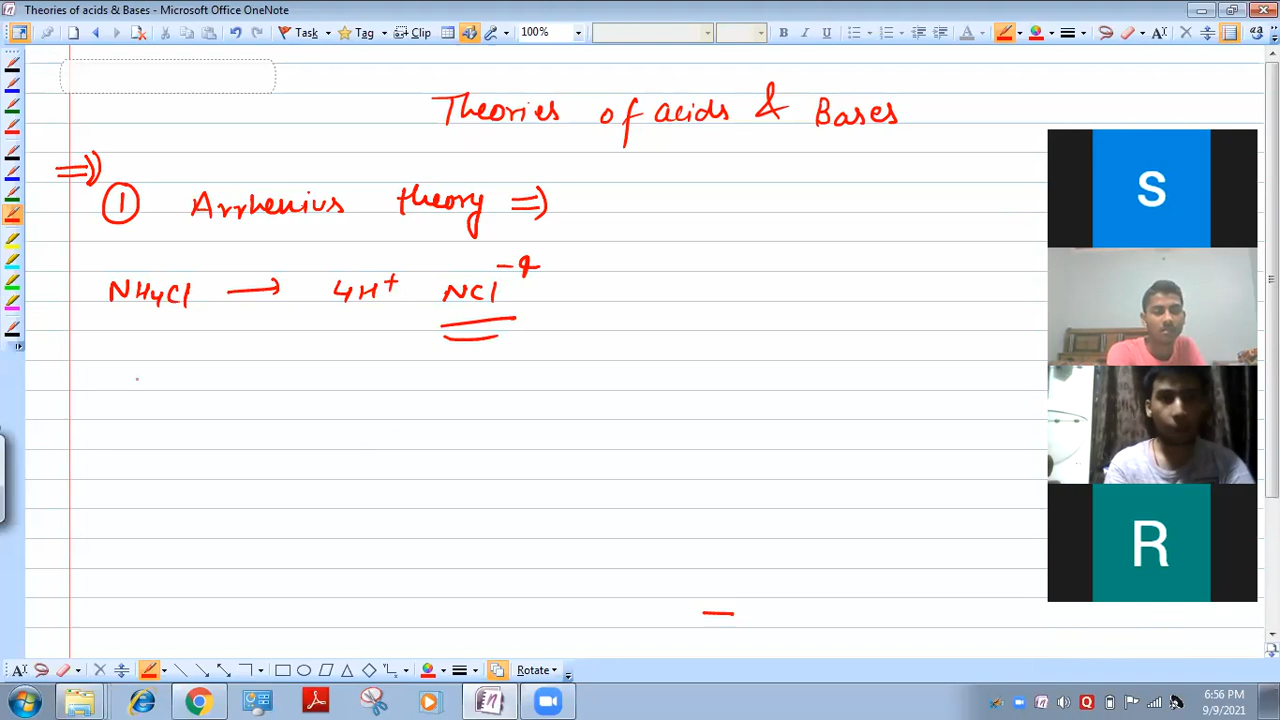 Theories of acids & Bases - Microsoft Office OneNote
Task Tag Clip 100% B I U
Theories of acids & Bases
⇒ ① Arrhenius theory ⇒
NH4Cl → 4H+ NCl-4
S
R
Rotate
6:56 PM
9/9/2021